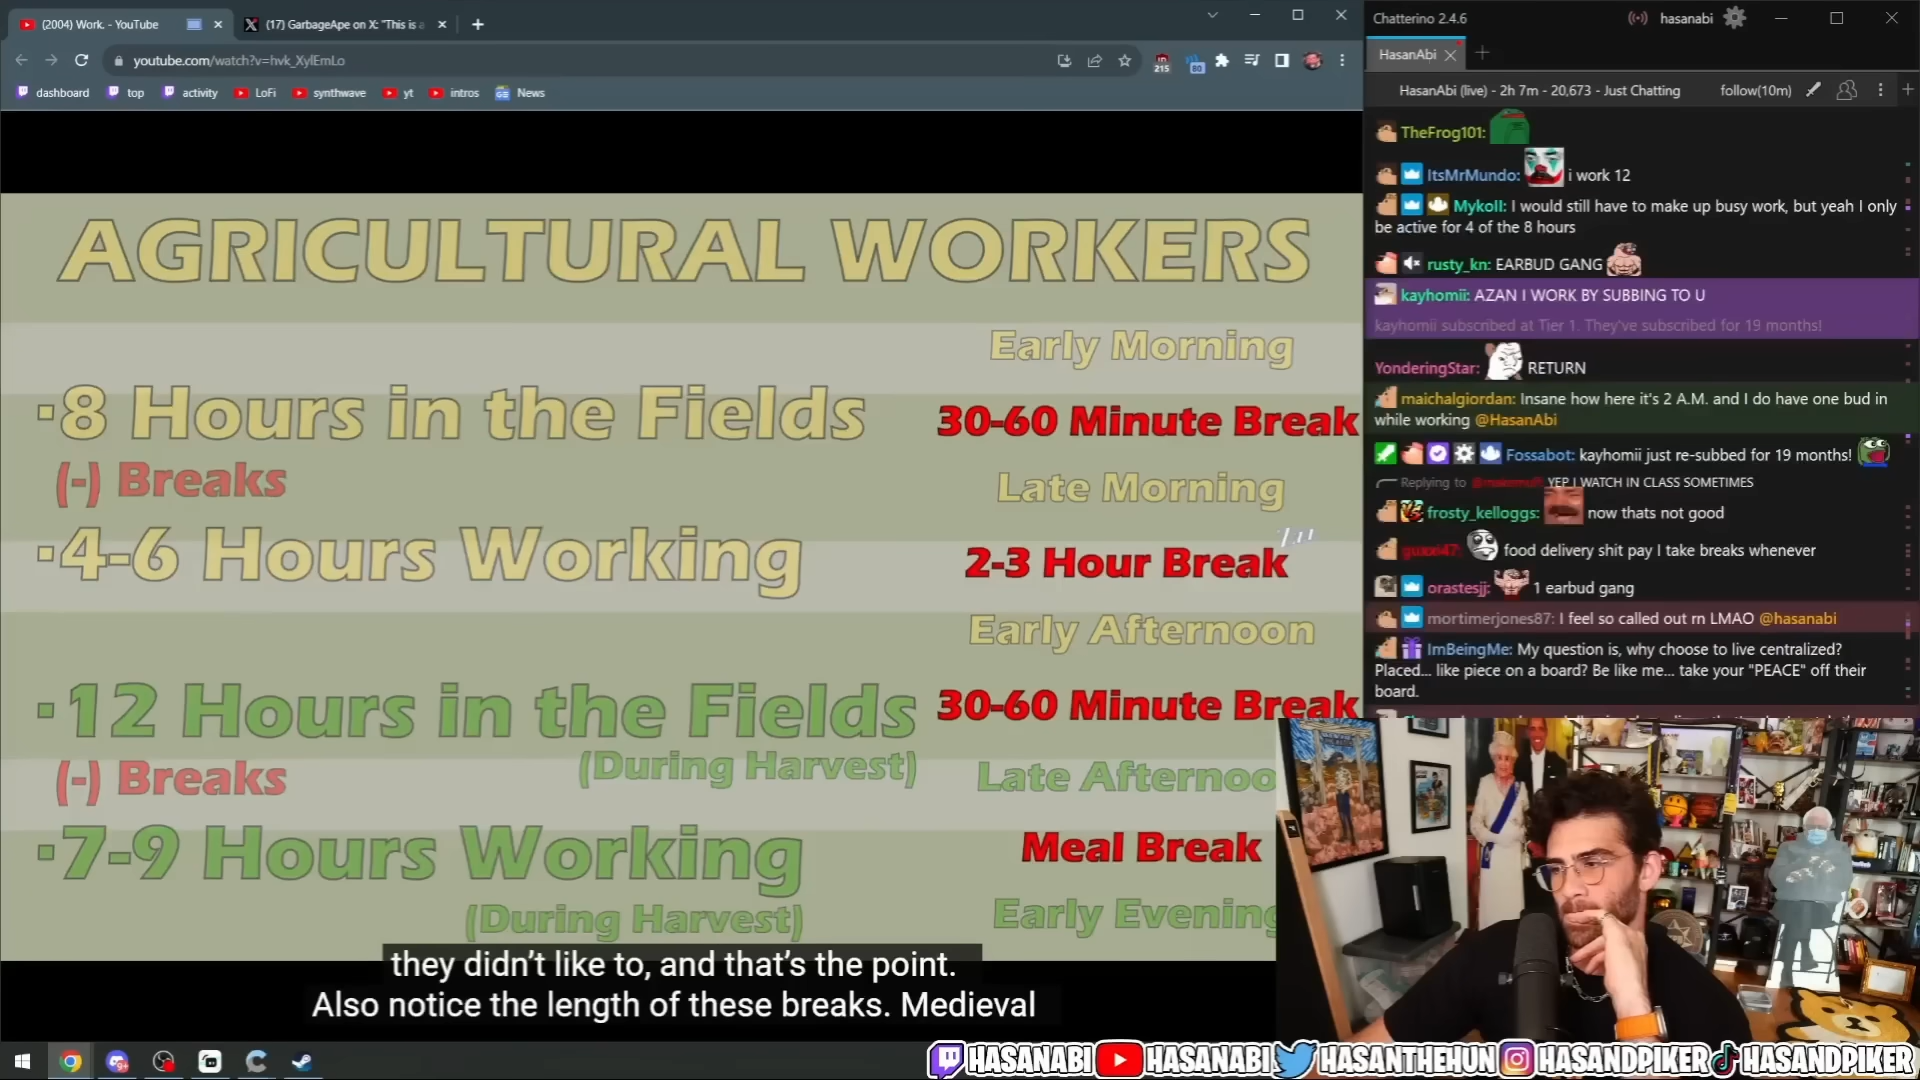 (2004) Work. - YouTube
(17) GarbageApe on X: "This is a
youtube.com/watch?v=hvk_XylEmLo
215
80
dashboard
top
activity
LoFi
synthwave
yt
intros
News
AGRICULTURAL WORKERS
Early Morning
·8 Hours in the Fields
30-60 Minute Break
(-) Breaks
Late Morning
·4-6 Hours Working
2-3 Hour Break
Early Afternoon
·12 Hours in the Fields
30-60 Minute Break
(During Harvest)
(-) Breaks
Late Afternoo
·7-9 Hours Working
Meal Break
(During Harvest)
Early Evening
they didn't like to, and that's the point.
Also notice the length of these breaks. Medieval
Chatterino 2.4.6
hasanabi
HasanAbi
HasanAbi (live) - 2h 7m - 20,673 - Just Chatting
follow(10m)
TheFrog101:
ItsMrMundo: i work 12
Mykoll: I would still have to make up busy work, but yeah I only
be active for 4 of the 8 hours
rusty_kn: EARBUD GANG
kayhomii: AZAN I WORK BY SUBBING TO U
kayhomii subscribed at Tier 1. They've subscribed for 19 months!
YonderingStar: RETURN
maichalgiordan: Insane how here it's 2 A.M. and I do have one bud in
while working @HasanAbi
Fossabot: kayhomii just re-subbed for 19 months!
Replying to YEP I WATCH IN CLASS SOMETIMES
frosty_kelloggs: now thats not good
guxxi47: food delivery shit pay I take breaks whenever
orastesjj: 1 earbud gang
mortimerjones87: I feel so called out rn LMAO @hasanabi
ImBeingMe: My question is, why choose to live centralized?
Placed... like piece on a board? Be like me... take your "PEACE" off their
board.
HASANABI
HASANABI
HASANTHEHUN
HASANDPIKER
HASANDPIKER